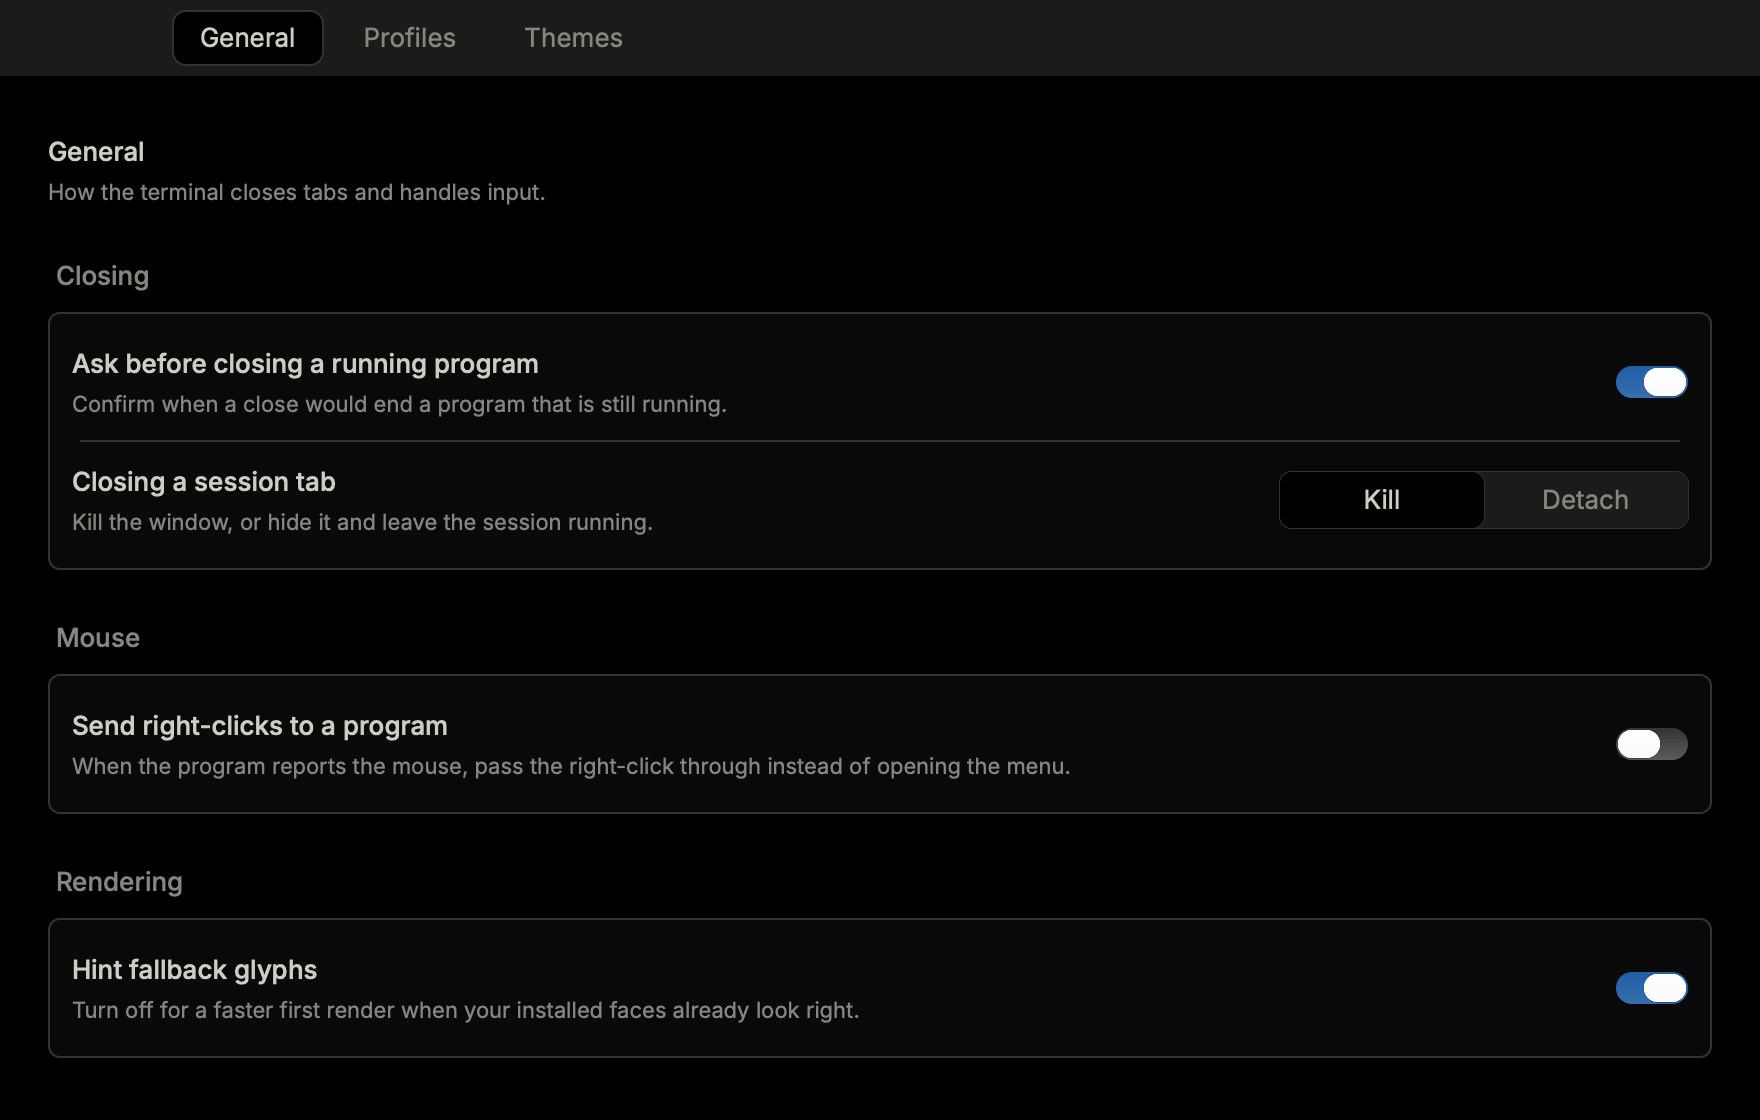 General
Profiles
Themes
General
How the terminal closes tabs and handles input.
Closing
Ask before closing a running program
Confirm when a close would end a program that is still running.
Closing a session tab
Kill the window, or hide it and leave the session running.
Kill
Detach
Mouse
Send right-clicks to a program
When the program reports the mouse, pass the right-click through instead of opening the menu.
Rendering
Hint fallback glyphs
Turn off for a faster first render when your installed faces already look right.